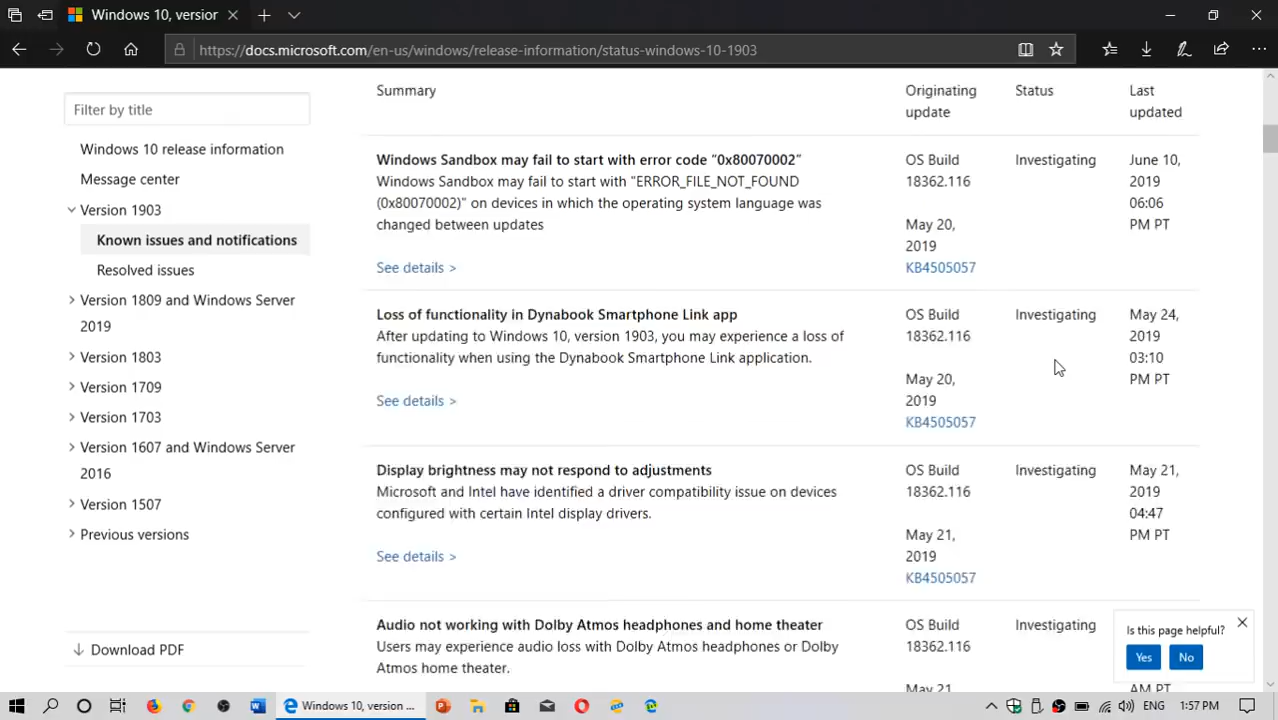 Windows 10, version
https://docs.microsoft.com/en-us/windows/release-information/status-windows-10-1903
Filter by title
Windows 10 release information
Message center
Version 1903
Known issues and notifications
Resolved issues
Version 1809 and Windows Server
2019
Version 1803
Version 1709
Version 1703
Version 1607 and Windows Server
2016
Version 1507
Previous versions
Download PDF
Summary
Originating
update
Status
Last
updated
Windows Sandbox may fail to start with error code “0x80070002”
Windows Sandbox may fail to start with "ERROR_FILE_NOT_FOUND
(0x80070002)" on devices in which the operating system language was
changed between updates
See details >
OS Build
18362.116
May 20,
2019
KB4505057
Investigating
June 10,
2019
06:06
PM PT
Loss of functionality in Dynabook Smartphone Link app
After updating to Windows 10, version 1903, you may experience a loss of
functionality when using the Dynabook Smartphone Link application.
See details >
OS Build
18362.116
May 20,
2019
KB4505057
Investigating
May 24,
2019
03:10
PM PT
Display brightness may not respond to adjustments
Microsoft and Intel have identified a driver compatibility issue on devices
configured with certain Intel display drivers.
See details >
OS Build
18362.116
May 21,
2019
KB4505057
Investigating
May 21,
2019
04:47
PM PT
Audio not working with Dolby Atmos headphones and home theater
Users may experience audio loss with Dolby Atmos headphones or Dolby
Atmos home theater.
OS Build
18362.116
May 21
Investigating
AM PT
Is this page helpful?
Yes
No
Windows 10, version ...
ENG
1:57 PM